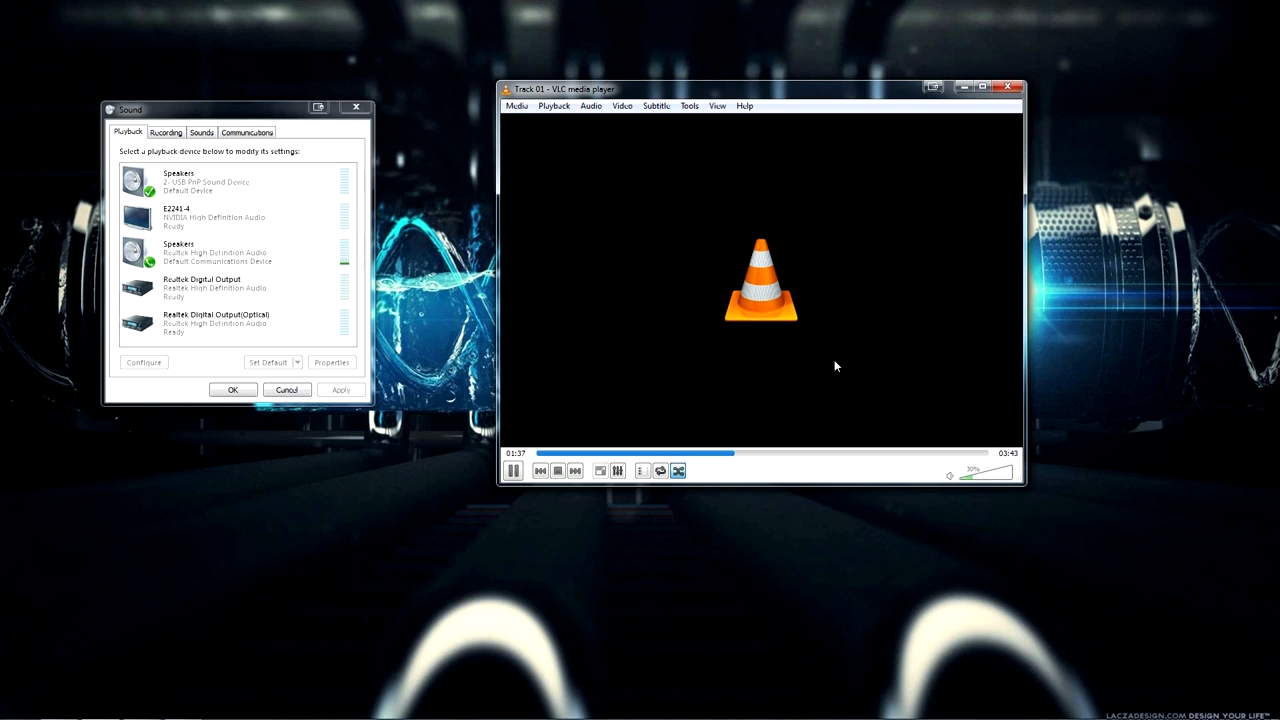 Sound
Playback Recording Sounds Communications
Select a playback device below to modify its settings:
Speakers
2- USB PnP Sound Device
Default Device
E2241-4
NVIDIA High Definition Audio
Ready
Speakers
Realtek High Definition Audio
Default Communications Device
Realtek Digital Output
Realtek High Definition Audio
Ready
Realtek Digital Output(Optical)
Realtek High Definition Audio
Ready
Configure Set Default Properties
OK Cancel Apply
Track 01 - VLC media player
Media Playback Audio Video Subtitle Tools View Help
01:37 03:43
30%
LACZADESIGN.COM DESIGN YOUR LIFE™